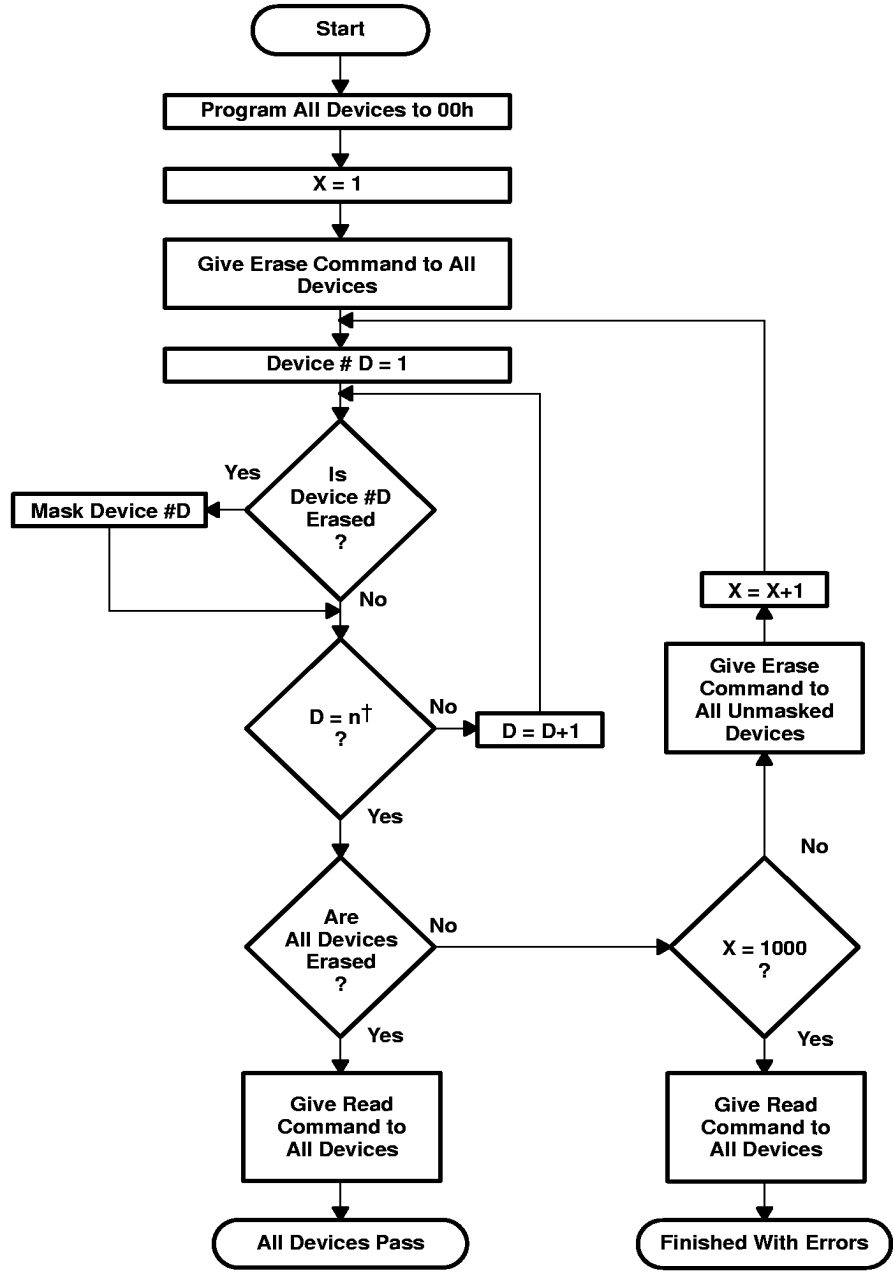 Start
Program All Devices to 00h
X = 1
Give Erase Command to All
Devices
Device # D = 1
Yes
Is
Device #D
Erased
?
Mask Device #D
No
X = X+1
Give Erase
Command to
All Unmasked
Devices
D = n†
?
No
D = D+1
Yes
No
Are
All Devices
Erased
?
No
X = 1000
?
Yes
Yes
Give Read
Command to
All Devices
Give Read
Command to
All Devices
All Devices Pass
Finished With Errors